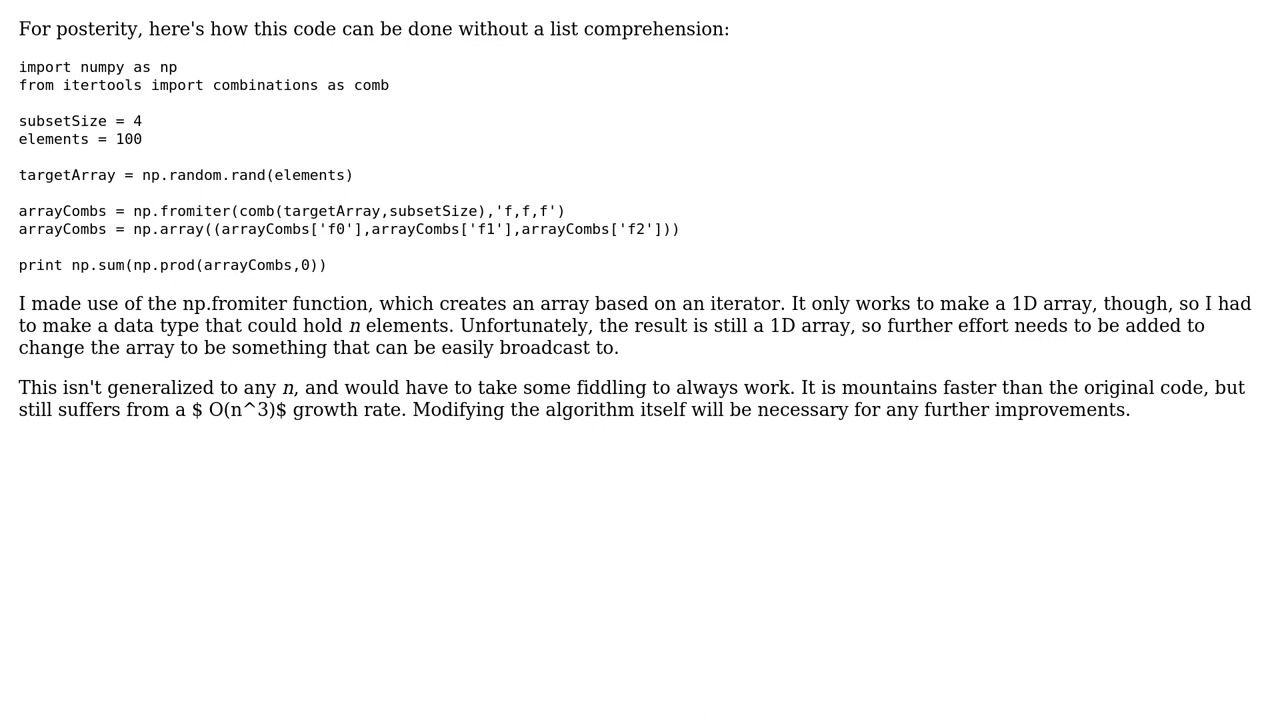 For posterity, here's how this code can be done without a list comprehension:
import numpy as np
from itertools import combinations as comb
subsetSize = 4
elements = 100
targetArray = np.random.rand(elements)
arrayCombs = np.fromiter(comb(targetArray,subsetSize),'f,f,f')
arrayCombs = np.array((arrayCombs['f0'],arrayCombs['f1'],arrayCombs['f2']))
print np.sum(np.prod(arrayCombs,0))
I made use of the np.fromiter function, which creates an array based on an iterator. It only works to make a 1D array, though, so I had
to make a data type that could hold n elements. Unfortunately, the result is still a 1D array, so further effort needs to be added to
change the array to be something that can be easily broadcast to.
This isn't generalized to any n, and would have to take some fiddling to always work. It is mountains faster than the original code, but
still suffers from a $ O(n^3)$ growth rate. Modifying the algorithm itself will be necessary for any further improvements.